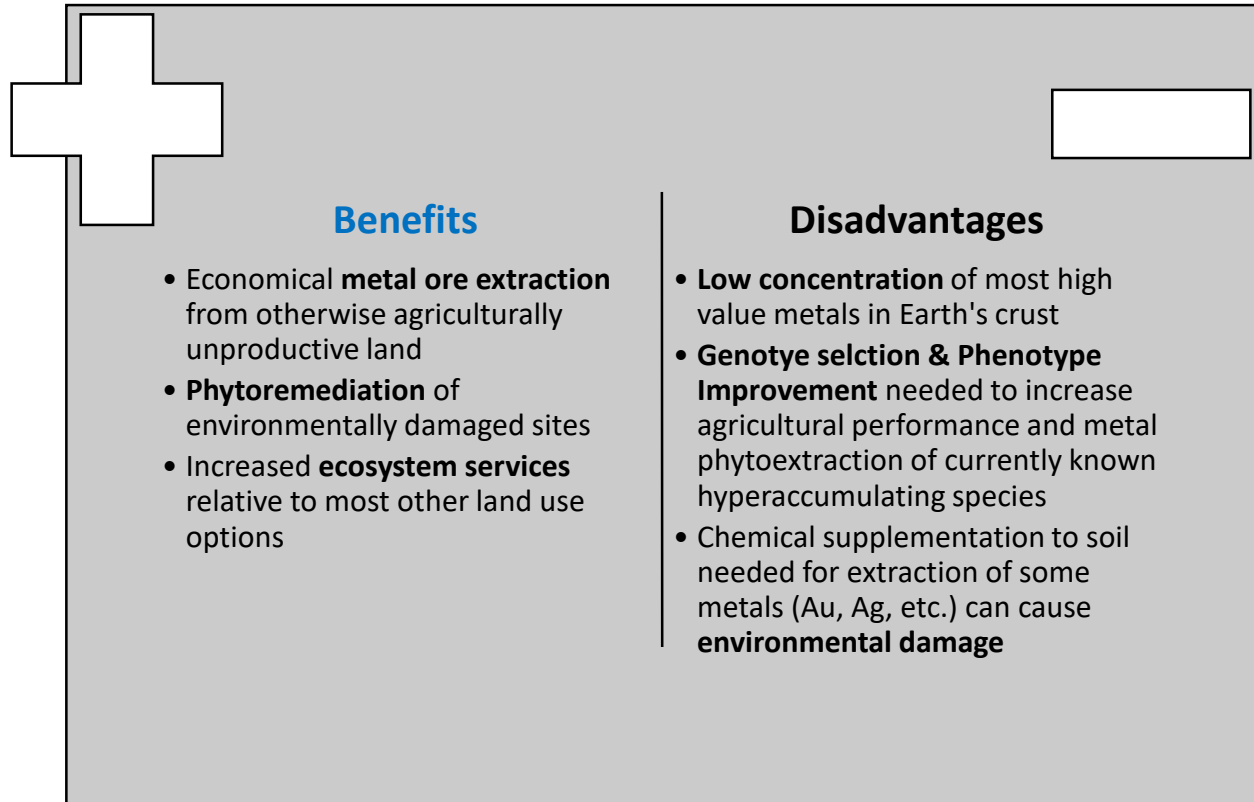 Benefits
• Economical metal ore extraction
from otherwise agriculturally
unproductive land
• Phytoremediation of
environmentally damaged sites
• Increased ecosystem services
relative to most other land use
options
Disadvantages
• Low concentration of most high
value metals in Earth's crust
• Genotye selction & Phenotype
Improvement needed to increase
agricultural performance and metal
phytoextraction of currently known
hyperaccumulating species
• Chemical supplementation to soil
needed for extraction of some
metals (Au, Ag, etc.) can cause
environmental damage